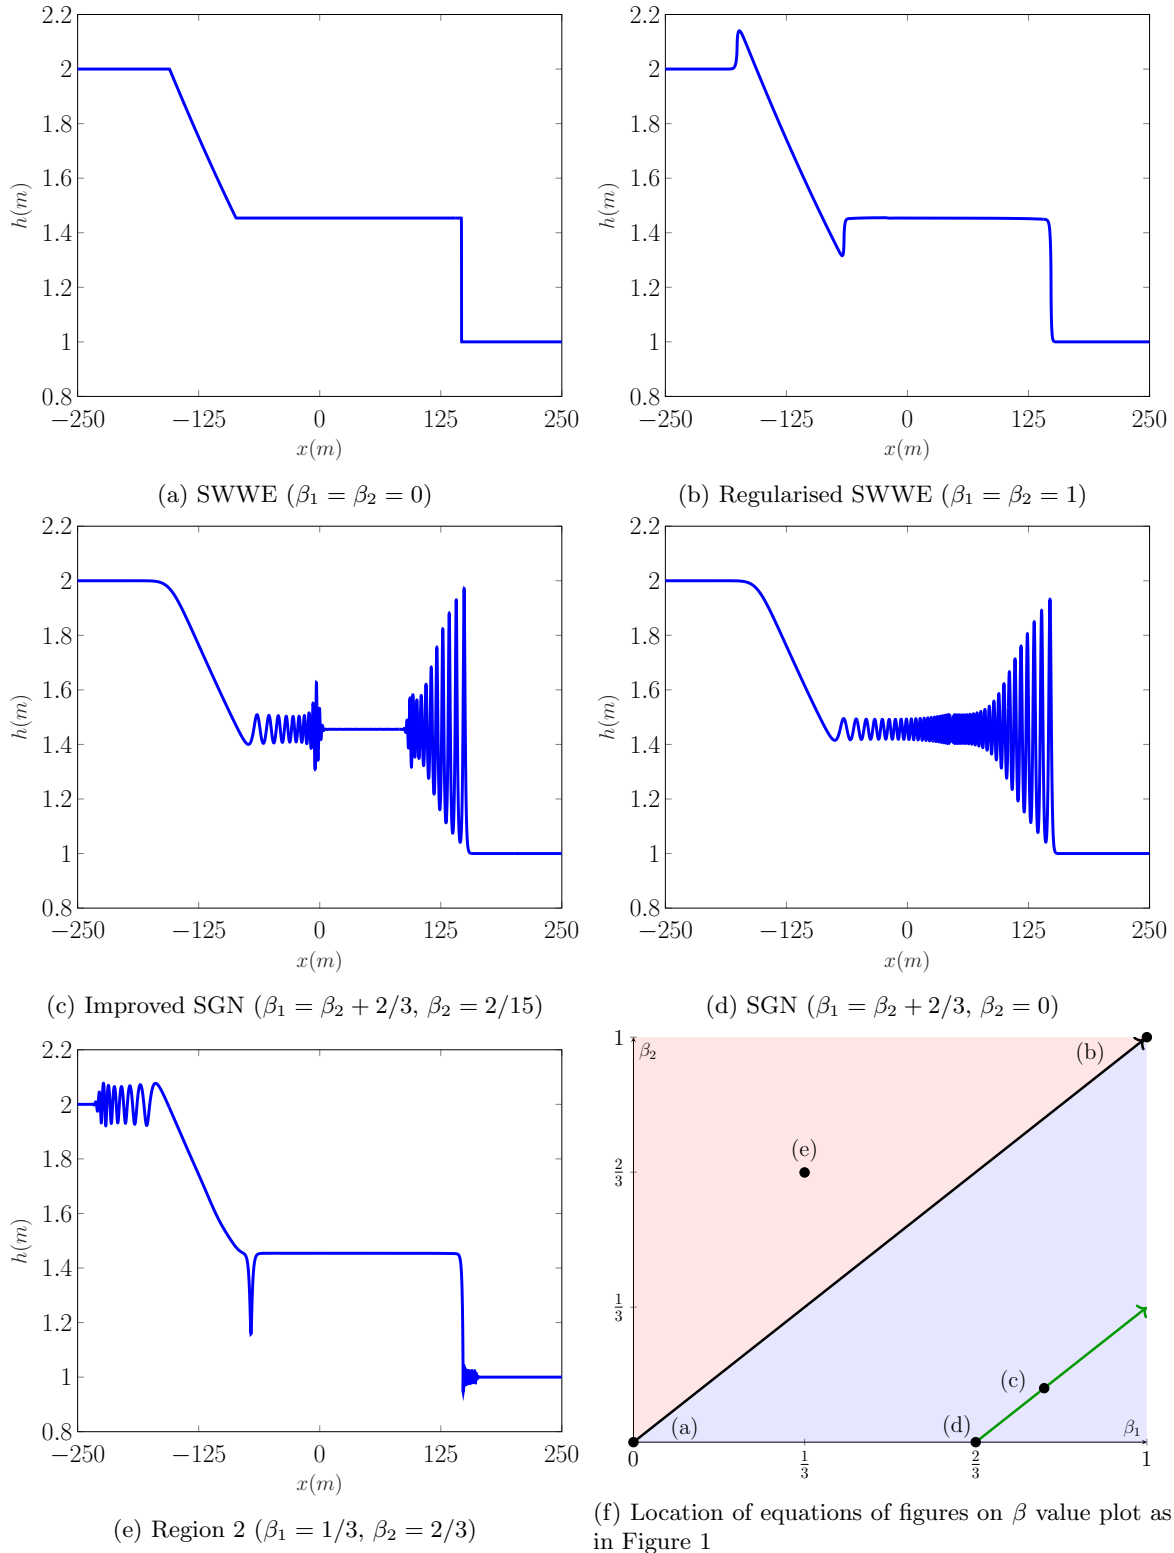 2.2
2
1.8
1.6
1.4
1.2
1
0.8
−250 −125 0 125 250
h(m)
x(m)
(a) SWWE (β₁ = β₂ = 0)
2.2
2
1.8
1.6
1.4
1.2
1
0.8
−250 −125 0 125 250
h(m)
x(m)
(b) Regularised SWWE (β₁ = β₂ = 1)
2.2
2
1.8
1.6
1.4
1.2
1
0.8
−250 −125 0 125 250
h(m)
x(m)
(c) Improved SGN (β₁ = β₂ + 2/3, β₂ = 2/15)
2.2
2
1.8
1.6
1.4
1.2
1
0.8
−250 −125 0 125 250
h(m)
x(m)
(d) SGN (β₁ = β₂ + 2/3, β₂ = 0)
2.2
2
1.8
1.6
1.4
1.2
1
0.8
−250 −125 0 125 250
h(m)
x(m)
(e) Region 2 (β₁ = 1/3, β₂ = 2/3)
1
β₂
(b)
(e)
2/3
1/3
(c)
(a)
(d)
β₁
0 1/3 2/3 1
(f) Location of equations of figures on β value plot as
in Figure 1